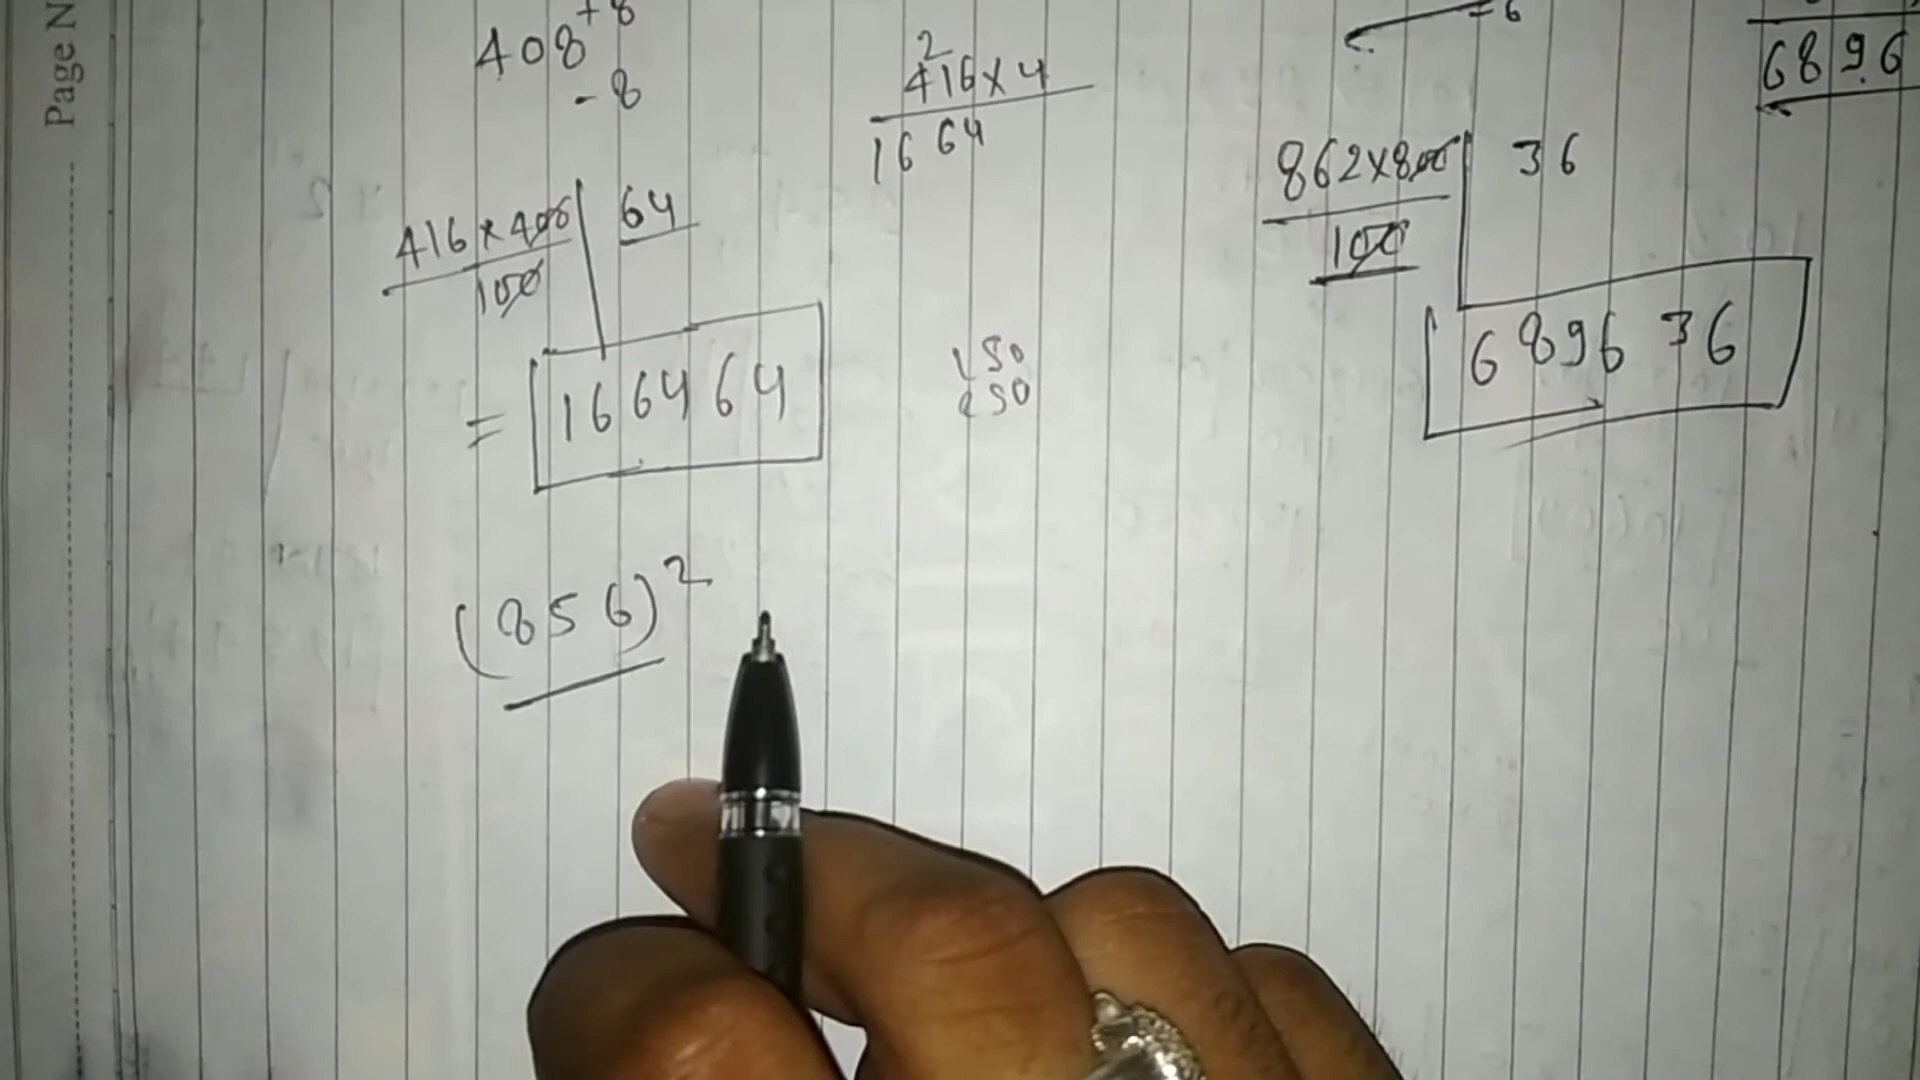 Page N
408 + 8
- 8
2
416 x 4
1664
416 x 400 | 64
100
= 166464
150
250
(856)²
= 6
6896
862 x 800 | 36
100
689636